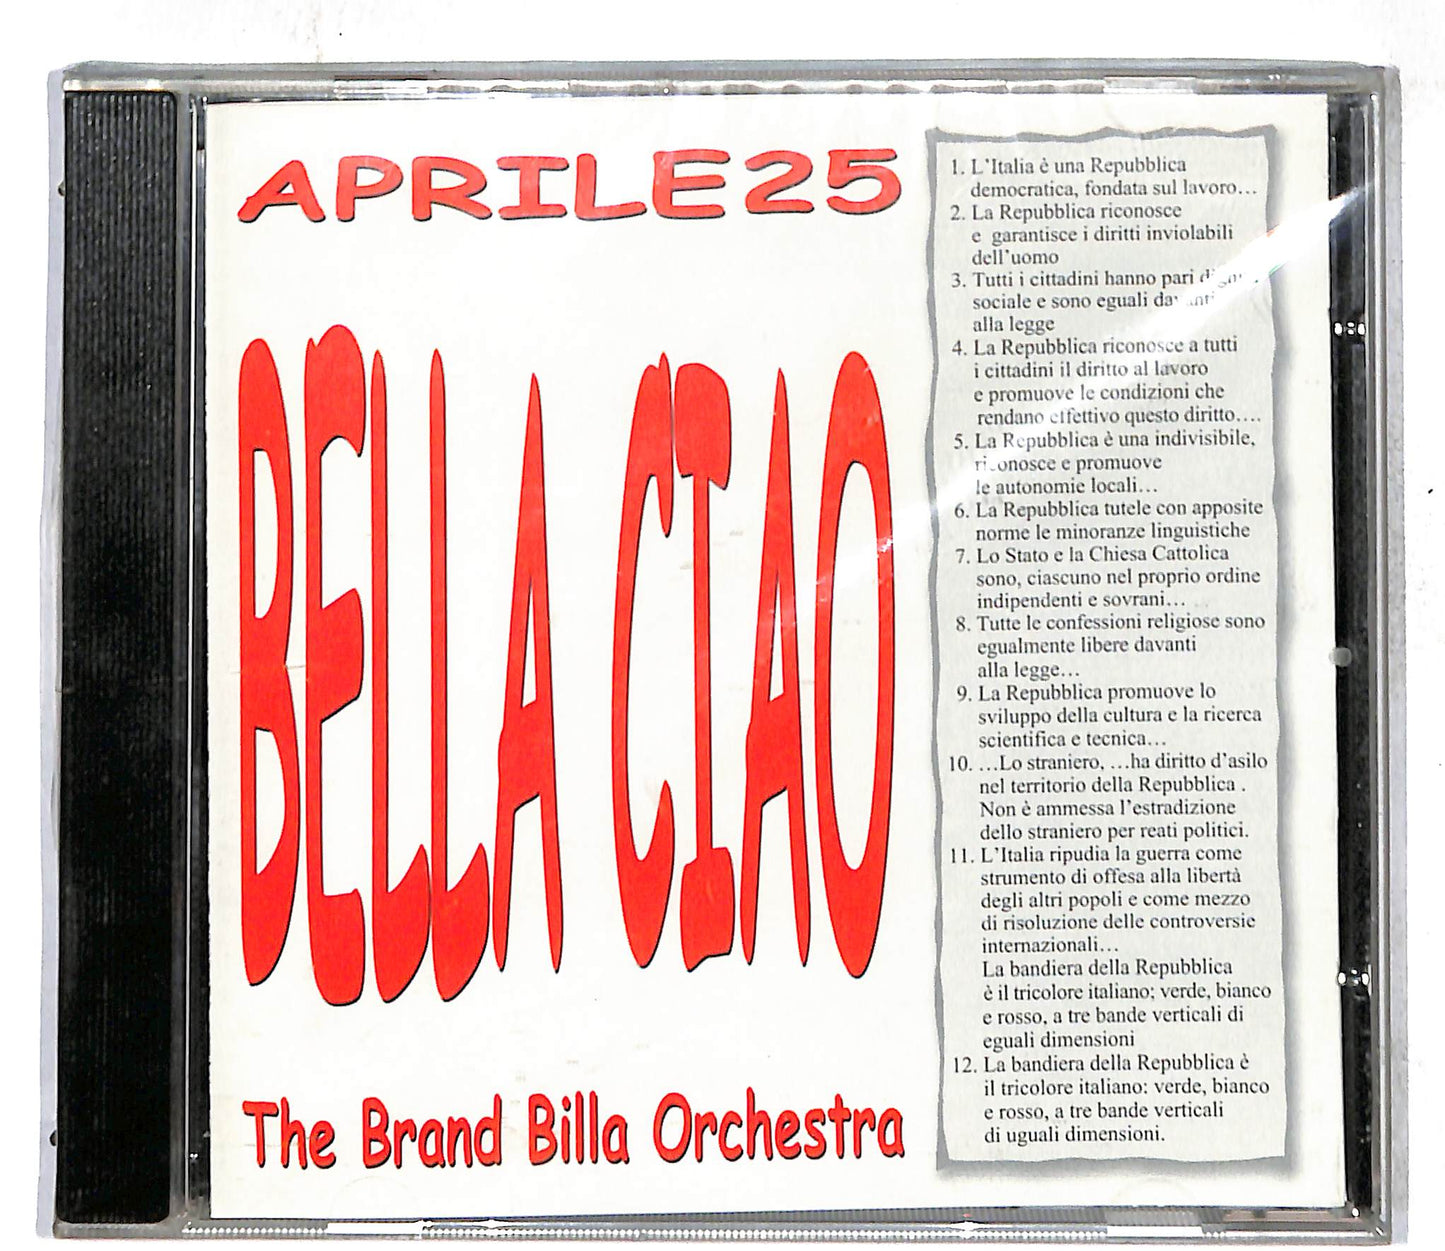 APRILE25
BELLA CIAO
The Brand Billa Orchestra
1. L'Italia è una Repubblica
democratica, fondata sul lavoro…
2. La Repubblica riconosce
e garantisce i diritti inviolabili
dell'uomo
3. Tutti i cittadini hanno pari
sociale e sono eguali davanti
alla legge
4. La Repubblica riconosce a tutti
i cittadini il diritto al lavoro
e promuove le condizioni che
rendano effettivo questo diritto….
5. La Repubblica è una indivisibile,
riconosce e promuove
le autonomie locali…
6. La Repubblica tutele con apposite
norme le minoranze linguistiche
7. Lo Stato e la Chiesa Cattolica
sono, ciascuno nel proprio ordine
indipendenti e sovrani…
8. Tutte le confessioni religiose sono
egualmente libere davanti
alla legge…
9. La Repubblica promuove lo
sviluppo della cultura e la ricerca
scientifica e tecnica…
10. …Lo straniero, …ha diritto d'asilo
nel territorio della Repubblica .
Non è ammessa l'estradizione
dello straniero per reati politici.
11. L'Italia ripudia la guerra come
strumento di offesa alla libertà
degli altri popoli e come mezzo
di risoluzione delle controversie
internazionali…
La bandiera della Repubblica
è il tricolore italiano; verde, bianco
e rosso, a tre bande verticali di
eguali dimensioni
12. La bandiera della Repubblica è
il tricolore italiano: verde, bianco
e rosso, a tre bande verticali
di uguali dimensioni.